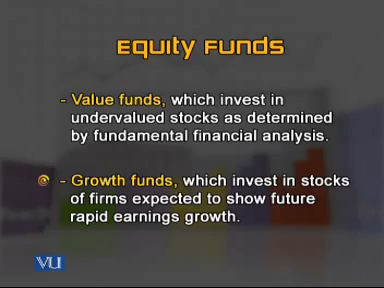 Equity Funds
- Value funds, which invest in
undervalued stocks as determined
by fundamental financial analysis.
- Growth funds, which invest in stocks
of firms expected to show future
rapid earnings growth.
VU